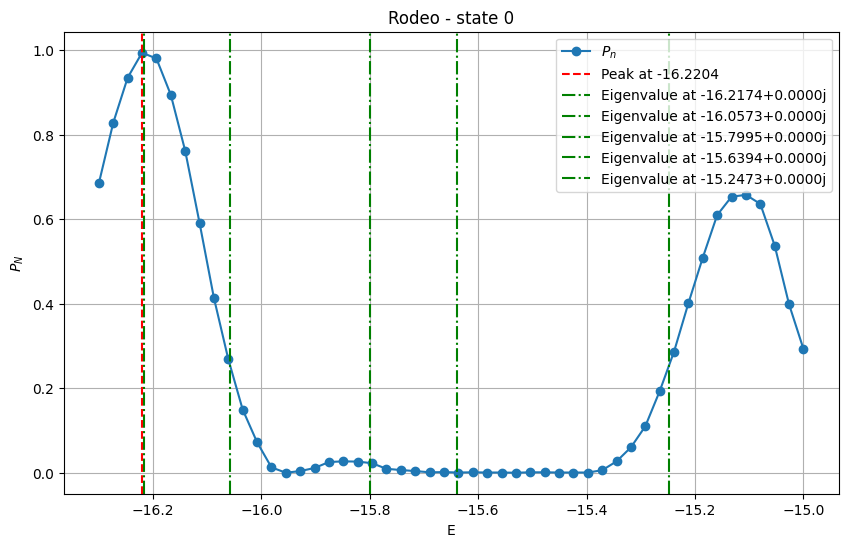 Rodeo - state 0
P_n
Peak at -16.2204
Eigenvalue at -16.2174+0.0000j
Eigenvalue at -16.0573+0.0000j
Eigenvalue at -15.7995+0.0000j
Eigenvalue at -15.6394+0.0000j
Eigenvalue at -15.2473+0.0000j
P_N
1.0
0.8
0.6
0.4
0.2
0.0
−16.2 −16.0 −15.8 −15.6 −15.4 −15.2 −15.0
E